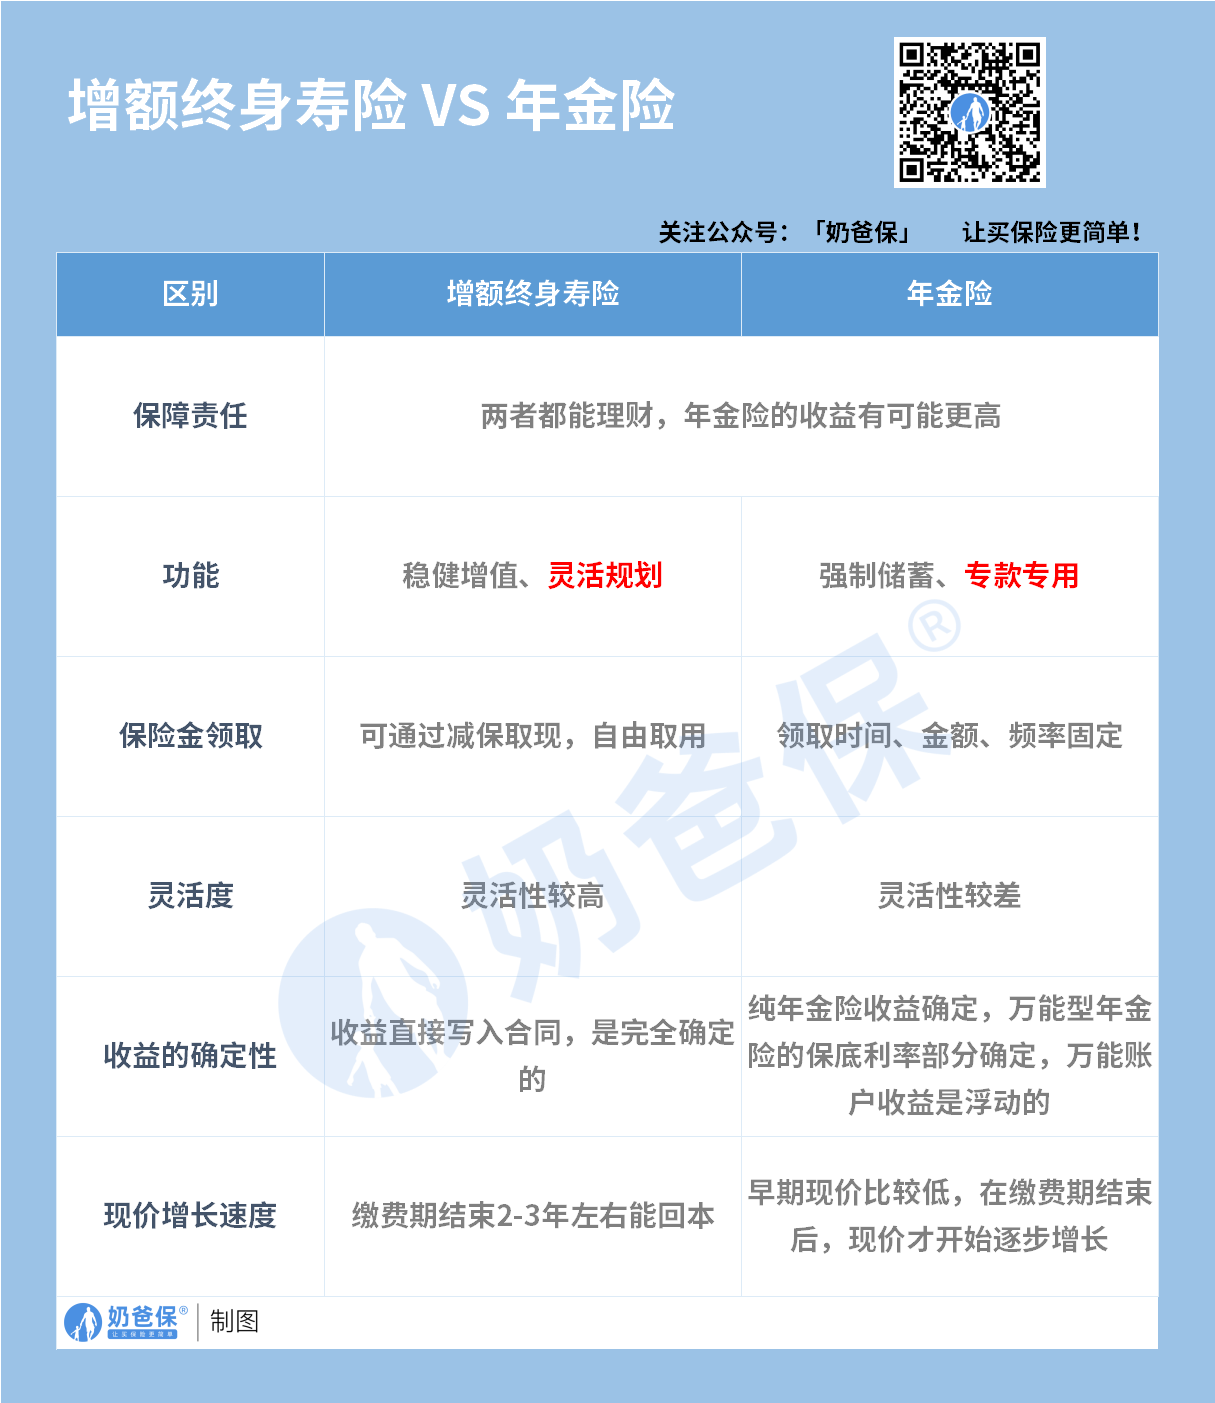 增额终身寿险 VS 年金险
关注公众号：「奶爸保」 让买保险更简单！
区别 增额终身寿险 年金险
保障责任 两者都能理财，年金险的收益有可能更高
功能 稳健增值、灵活规划 强制储蓄、专款专用
保险金领取 可通过减保取现，自由取用 领取时间、金额、频率固定
灵活度 灵活性较高 灵活性较差
收益的确定性
收益直接写入合同，是完全确定
的
纯年金险收益确定，万能型年金
险的保底利率部分确定，万能账
户收益是浮动的
现价增长速度 缴费期结束2-3年左右能回本
早期现价比较低，在缴费期结束
后，现价才开始逐步增长
奶爸保®
奶爸保® 制图
让买保险更简单